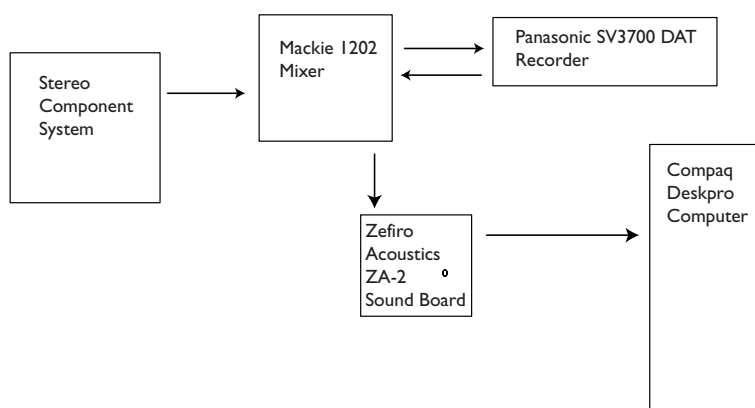 Stereo
Component
System
Mackie 1202
Mixer
Panasonic SV3700 DAT
Recorder
Zefiro
Acoustics
ZA-2
Sound Board
Compaq
Deskpro
Computer